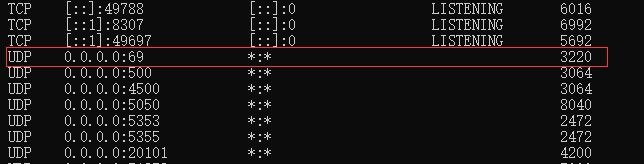 TCP [::]:49788 [::]:0 LISTENING 6016
TCP [::1]:8307 [::]:0 LISTENING 6992
TCP [::1]:49697 [::]:0 LISTENING 5692
UDP 0.0.0.0:69 *:* 3220
UDP 0.0.0.0:500 *:* 3064
UDP 0.0.0.0:4500 *:* 3064
UDP 0.0.0.0:5050 *:* 8040
UDP 0.0.0.0:5353 *:* 2472
UDP 0.0.0.0:5355 *:* 2472
UDP 0.0.0.0:20101 *:* 4200